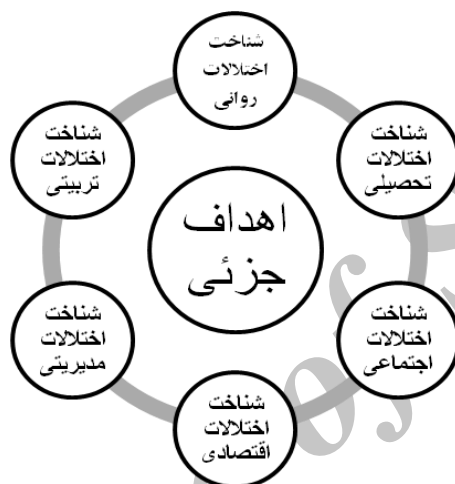 شناخت
اختلالات
روانی
شناخت
اختلالات
تحصیلی
شناخت
اختلالات
اجتماعی
شناخت
اختلالات
اقتصادی
شناخت
اختلالات
مدیریتی
شناخت
اختلالات
تربیتی
اهداف
جزئی
of